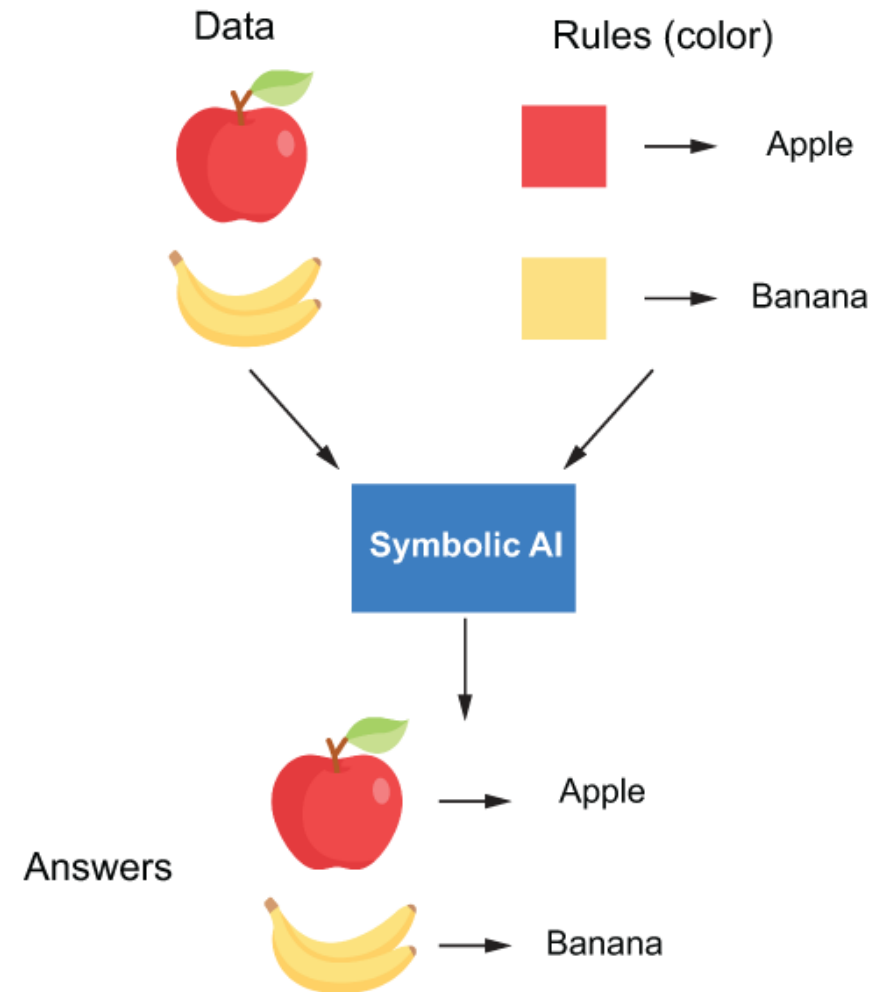 Data
Rules (color)
Apple
Banana
Symbolic AI
Apple
Answers
Banana